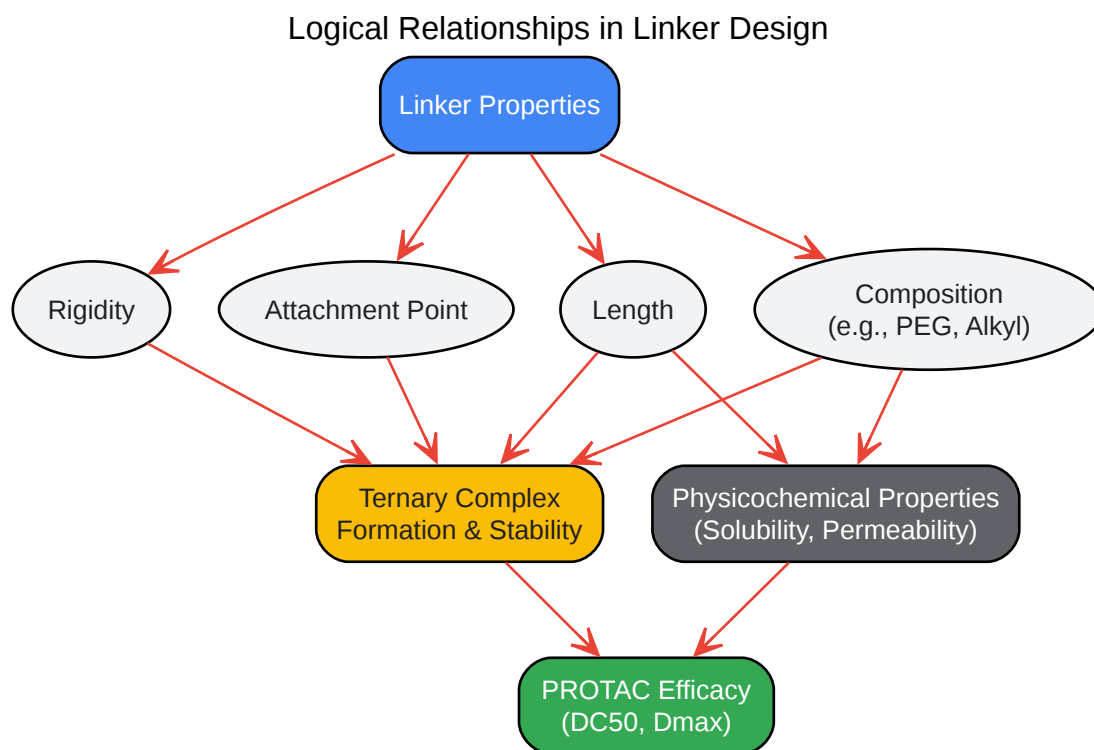 Logical Relationships in Linker Design
Linker Properties
Rigidity
Attachment Point
Length
Composition
(e.g., PEG, Alkyl)
Ternary Complex
Formation & Stability
Physicochemical Properties
(Solubility, Permeability)
PROTAC Efficacy
(DC50, Dmax)